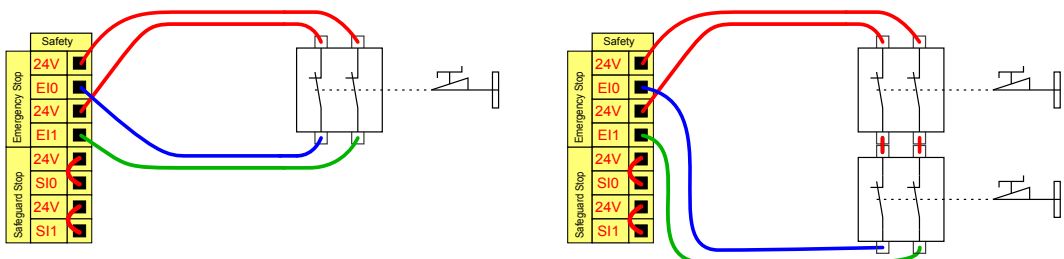 Safety
Emergency Stop
24V
EI0
24V
EI1
Safeguard Stop
24V
SI0
24V
SI1
Safety
Emergency Stop
24V
EI0
24V
EI1
Safeguard Stop
24V
SI0
24V
SI1